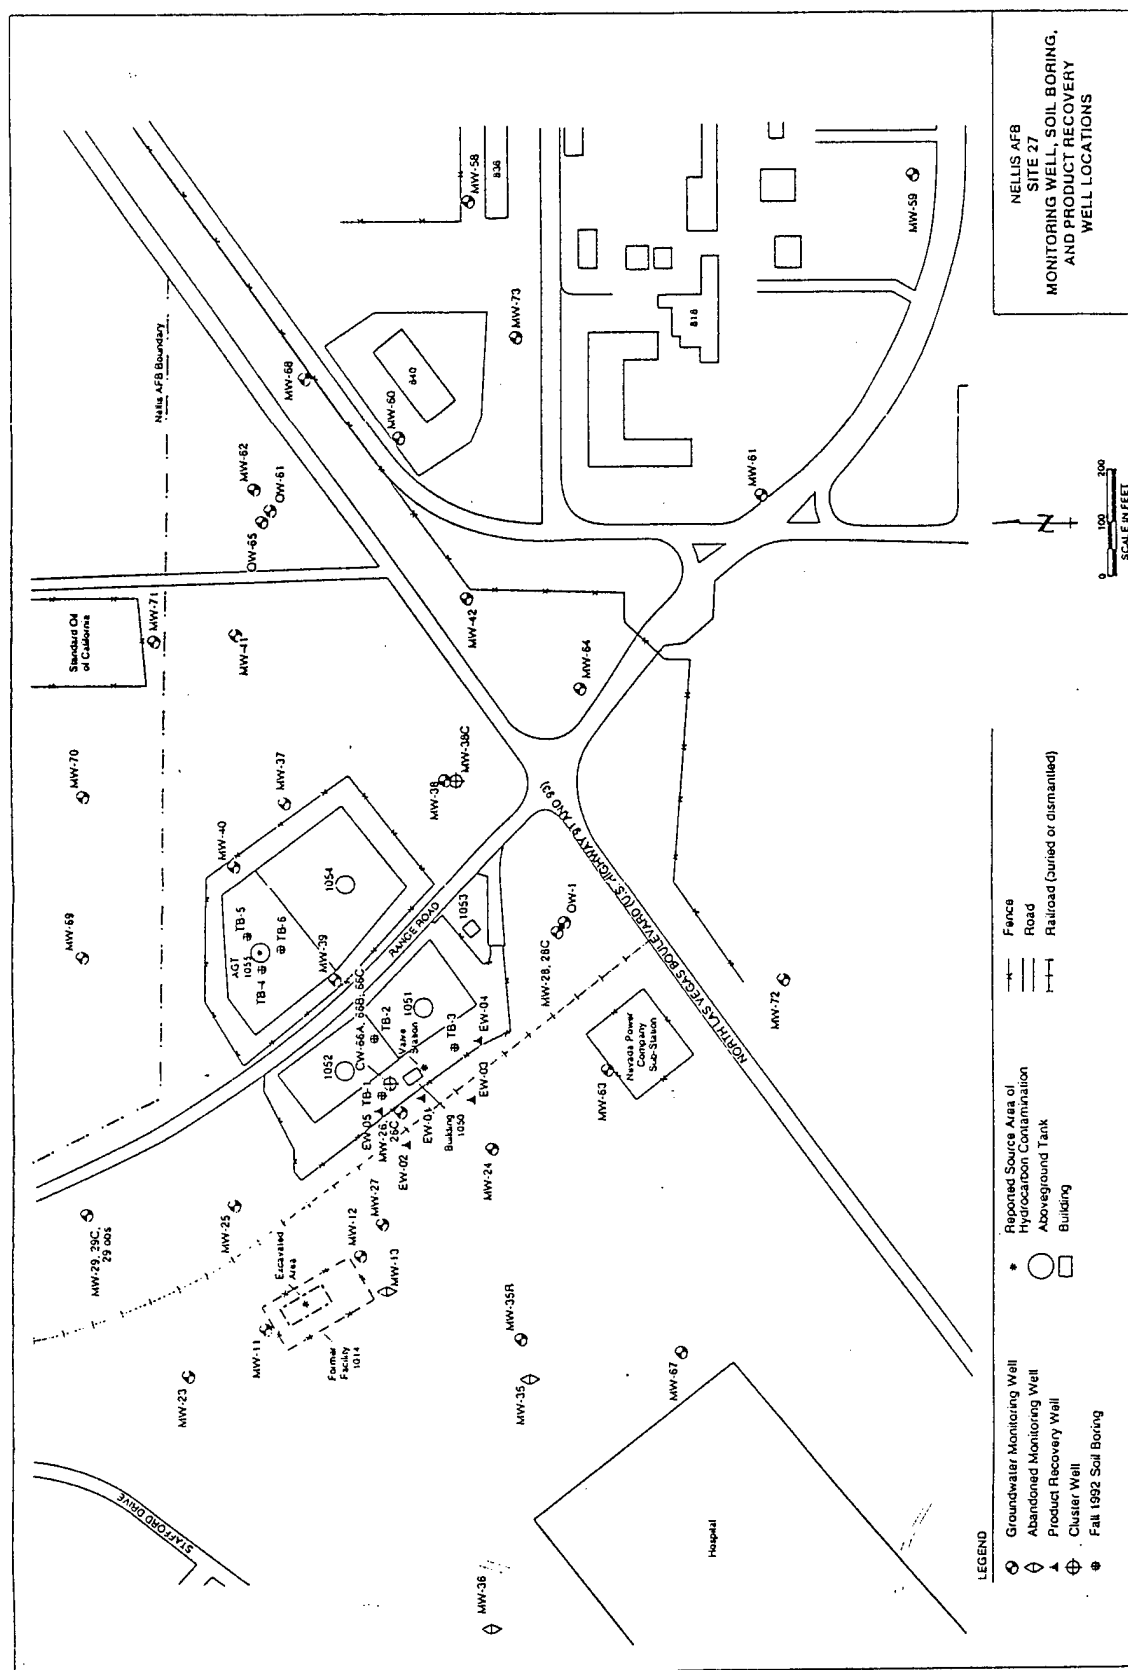 NELLIS AFB
SITE 27
MONITORING WELL, SOIL BORING,
AND PRODUCT RECOVERY
WELL LOCATIONS
Nellis AFB Boundary
Standard Oil
of California
MW-58
838
MW-59
MW-73
818
MW-68
840
MW-60
MW-62
OW-61
OW-65
MW-61
MW-71
MW-41
MW-42
MW-64
MW-70
MW-37
MW-38
MW-38C
MW-40
1054
MW-69
TB-5
AGT
1055
TB-4
TB-6
MW-39
RANGE ROAD
1053
OW-1
MW-28, 28C
NORTH LAS VEGAS BOULEVARD (U.S. HIGHWAY 91 AND 93)
MW-72
CW-66A, 66B, 66C
1052
1051
TB-2
Valve
Station
TB-3
EW-04
TB-1
EW-05
MW-26,
26C
EW-01
EW-02
EW-03
Building
1050
Nevada Power
Company
Sub-Station
MW-63
MW-24
MW-29, 29C,
29 OOS
MW-25
MW-27
Excavated
Area
MW-12
MW-13
MW-11
Former
Facility
1014
MW-23
MW-35R
MW-35
MW-67
STAFFORD DRIVE
MW-36
Hospital
N
0 100 200
SCALE IN FEET
LEGEND
Groundwater Monitoring Well
Abandoned Monitoring Well
Product Recovery Well
Cluster Well
Fall 1992 Soil Boring
Reported Source Area of
Hydrocarbon Contamination
Aboveground Tank
Building
Fence
Road
Railroad (buried or dismantled)